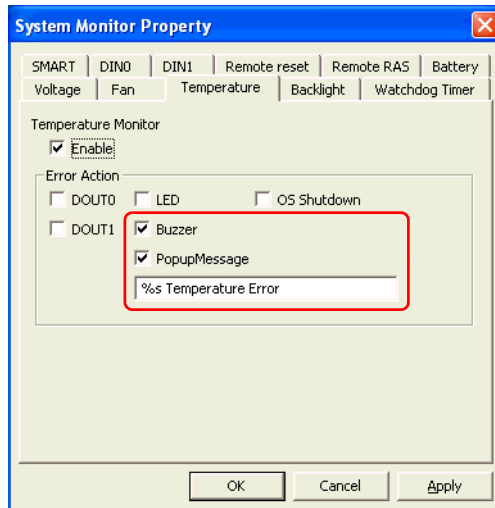 System Monitor Property
SMART DIN0 DIN1 Remote reset Remote RAS Battery
Voltage Fan Temperature Backlight Watchdog Timer
Temperature Monitor
Enable
Error Action
DOUT0 LED OS Shutdown
DOUT1 Buzzer
PopupMessage
%s Temperature Error
OK Cancel Apply